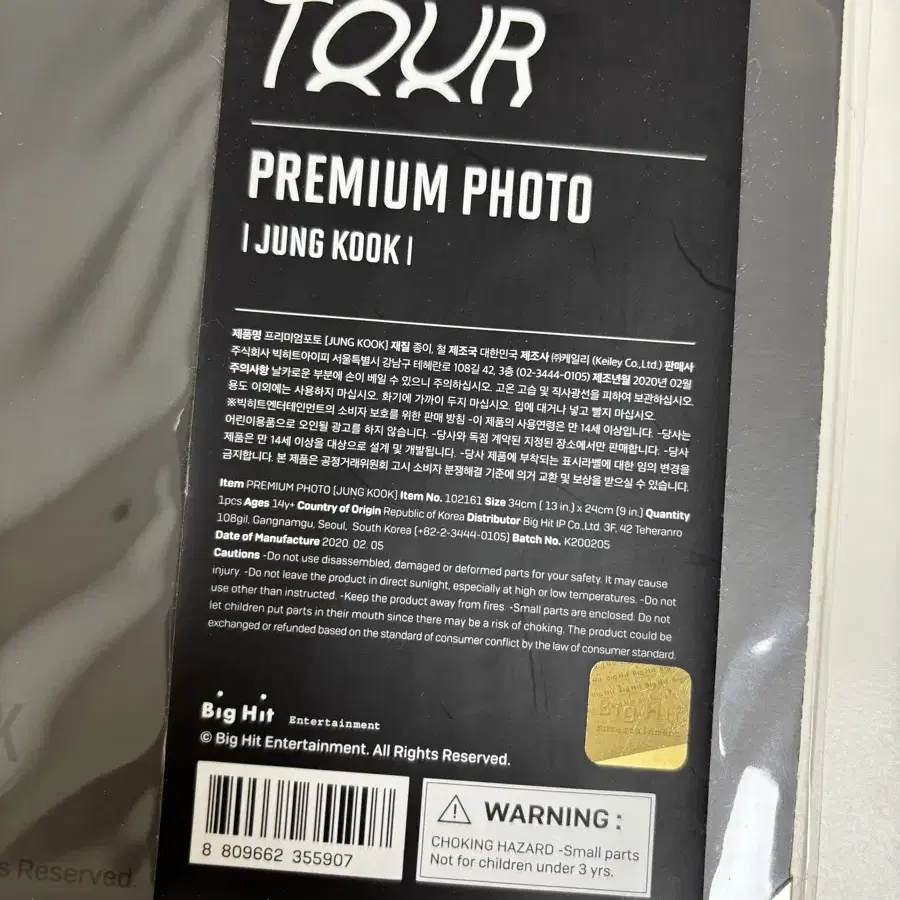 TOUR
PREMIUM PHOTO
| JUNG KOOK |
제품명 프리미엄포토 [JUNG KOOK] 재질 종이, 철 제조국 대한민국 제조사 ㈜케일리 (Keiley Co.,Ltd.) 판매사
주식회사 빅히트아이피 서울특별시 강남구 테헤란로 108길 42, 3층 (02-3444-0105) 제조년월 2020년 02월
주의사항 날카로운 부분에 손이 베일 수 있으니 주의하십시오. 고온 고습 및 직사광선을 피하여 보관하십시오.
용도 이외에는 사용하지 마십시오. 화기에 가까이 두지 마십시오. 입에 대거나 넣고 빨지 마십시오.
※빅히트엔터테인먼트의 소비자 보호를 위한 판매 방침 -이 제품의 사용연령은 만 14세 이상입니다. -당사는
어린이용품으로 오인될 광고를 하지 않습니다. -당사와 독점 계약된 지정된 장소에서만 판매합니다. -당사
제품은 만 14세 이상을 대상으로 설계 및 개발됩니다. -당사 제품에 부착되는 표시라벨에 대한 임의 변경을
금지합니다. 본 제품은 공정거래위원회 고시 소비자 분쟁해결 기준에 의거 교환 및 보상을 받으실 수 있습니다.
Item PREMIUM PHOTO [JUNG KOOK] Item No. 102161 Size 34cm ( 13 in.) x 24cm (9 in.) Quantity
1pcs Ages 14y+ Country of Origin Republic of Korea Distributor Big Hit IP Co.,Ltd. 3F, 42 Teheranro
108gil, Gangnamgu, Seoul, South Korea (+82-2-3444-0105) Batch No. K200205
Date of Manufacture 2020. 02. 05
Cautions -Do not use disassembled, damaged or deformed parts for your safety. It may cause
injury. -Do not leave the product in direct sunlight, especially at high or low temperatures. -Do not
use other than instructed. -Keep the product away from fires. -Small parts are enclosed. Do not
let children put parts in their mouth since there may be a risk of choking. The product could be
exchanged or refunded based on the standard of consumer conflict by the law of consumer standard.
Big Hit Entertainment
© Big Hit Entertainment. All Rights Reserved.
Big Hit
Entertainment
8 809662 355907
WARNING :
CHOKING HAZARD -Small parts
Not for children under 3 yrs.
K
s Reserved.